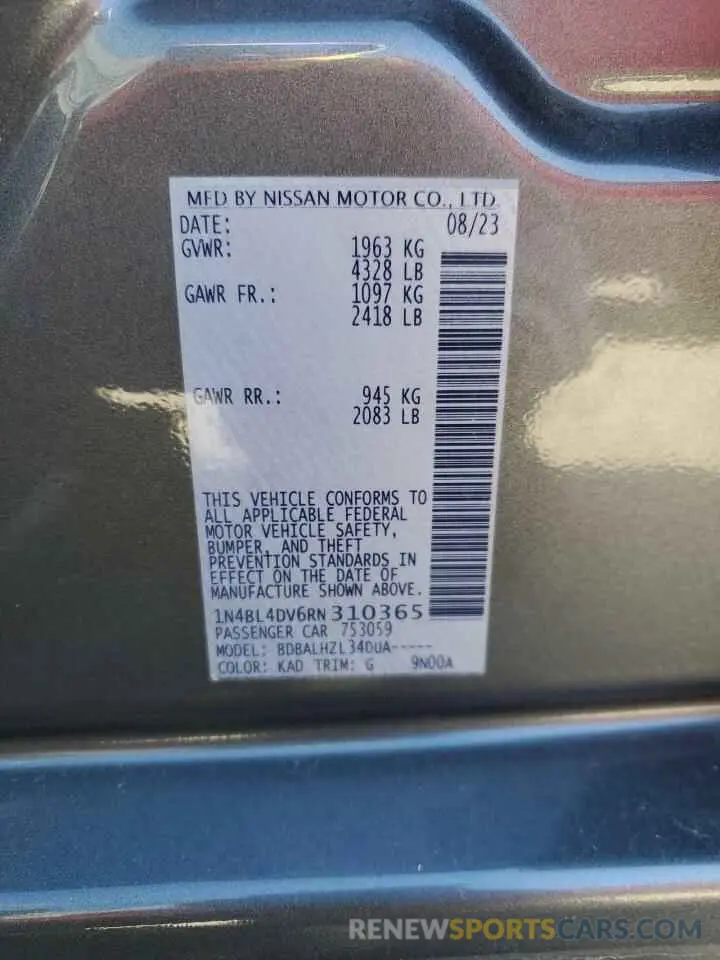 MFD BY NISSAN MOTOR CO., LTD.
DATE: 08/23
GVWR: 1963 KG
4328 LB
GAWR FR.: 1097 KG
2418 LB
GAWR RR.: 945 KG
2083 LB
THIS VEHICLE CONFORMS TO
ALL APPLICABLE FEDERAL
MOTOR VEHICLE SAFETY,
BUMPER, AND THEFT
PREVENTION STANDARDS IN
EFFECT ON THE DATE OF
MANUFACTURE SHOWN ABOVE.
1N4BL4DV6RN310365
PASSENGER CAR 753059
MODEL: BDBALHZL34DUA-----
COLOR: KAD TRIM: G 9N00A
RENEWSPORTSCARS.COM